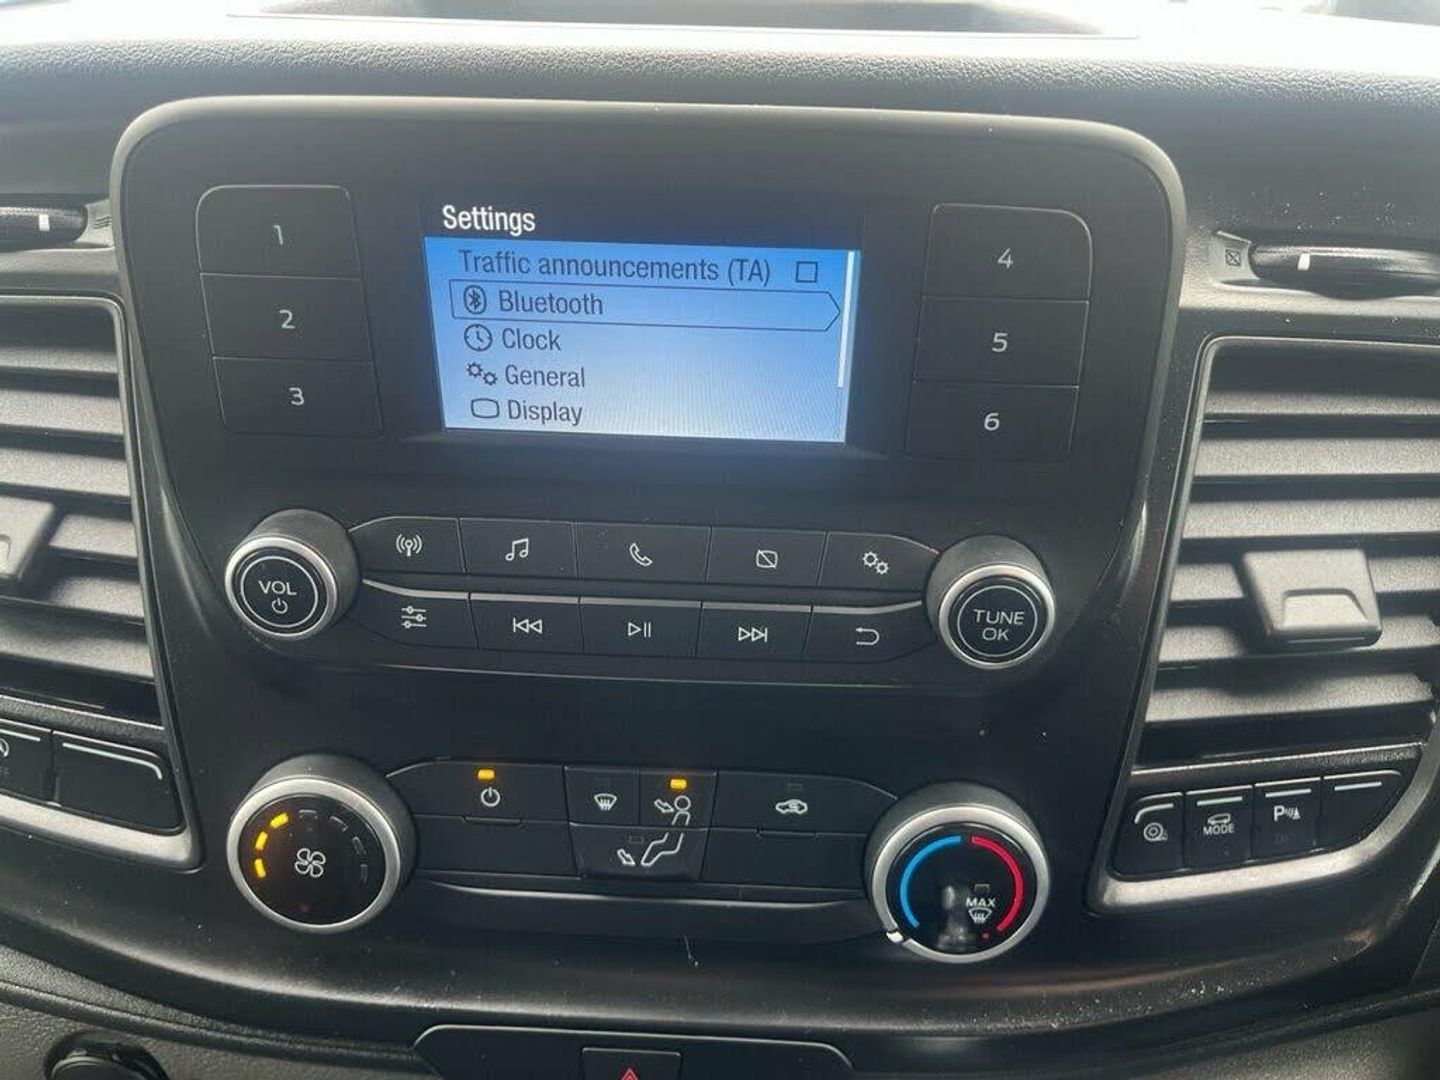 Settings
Traffic announcements (TA)
Bluetooth
Clock
General
Display
1
2
3
4
5
6
VOL
TUNE
OK
MAX
MODE
P